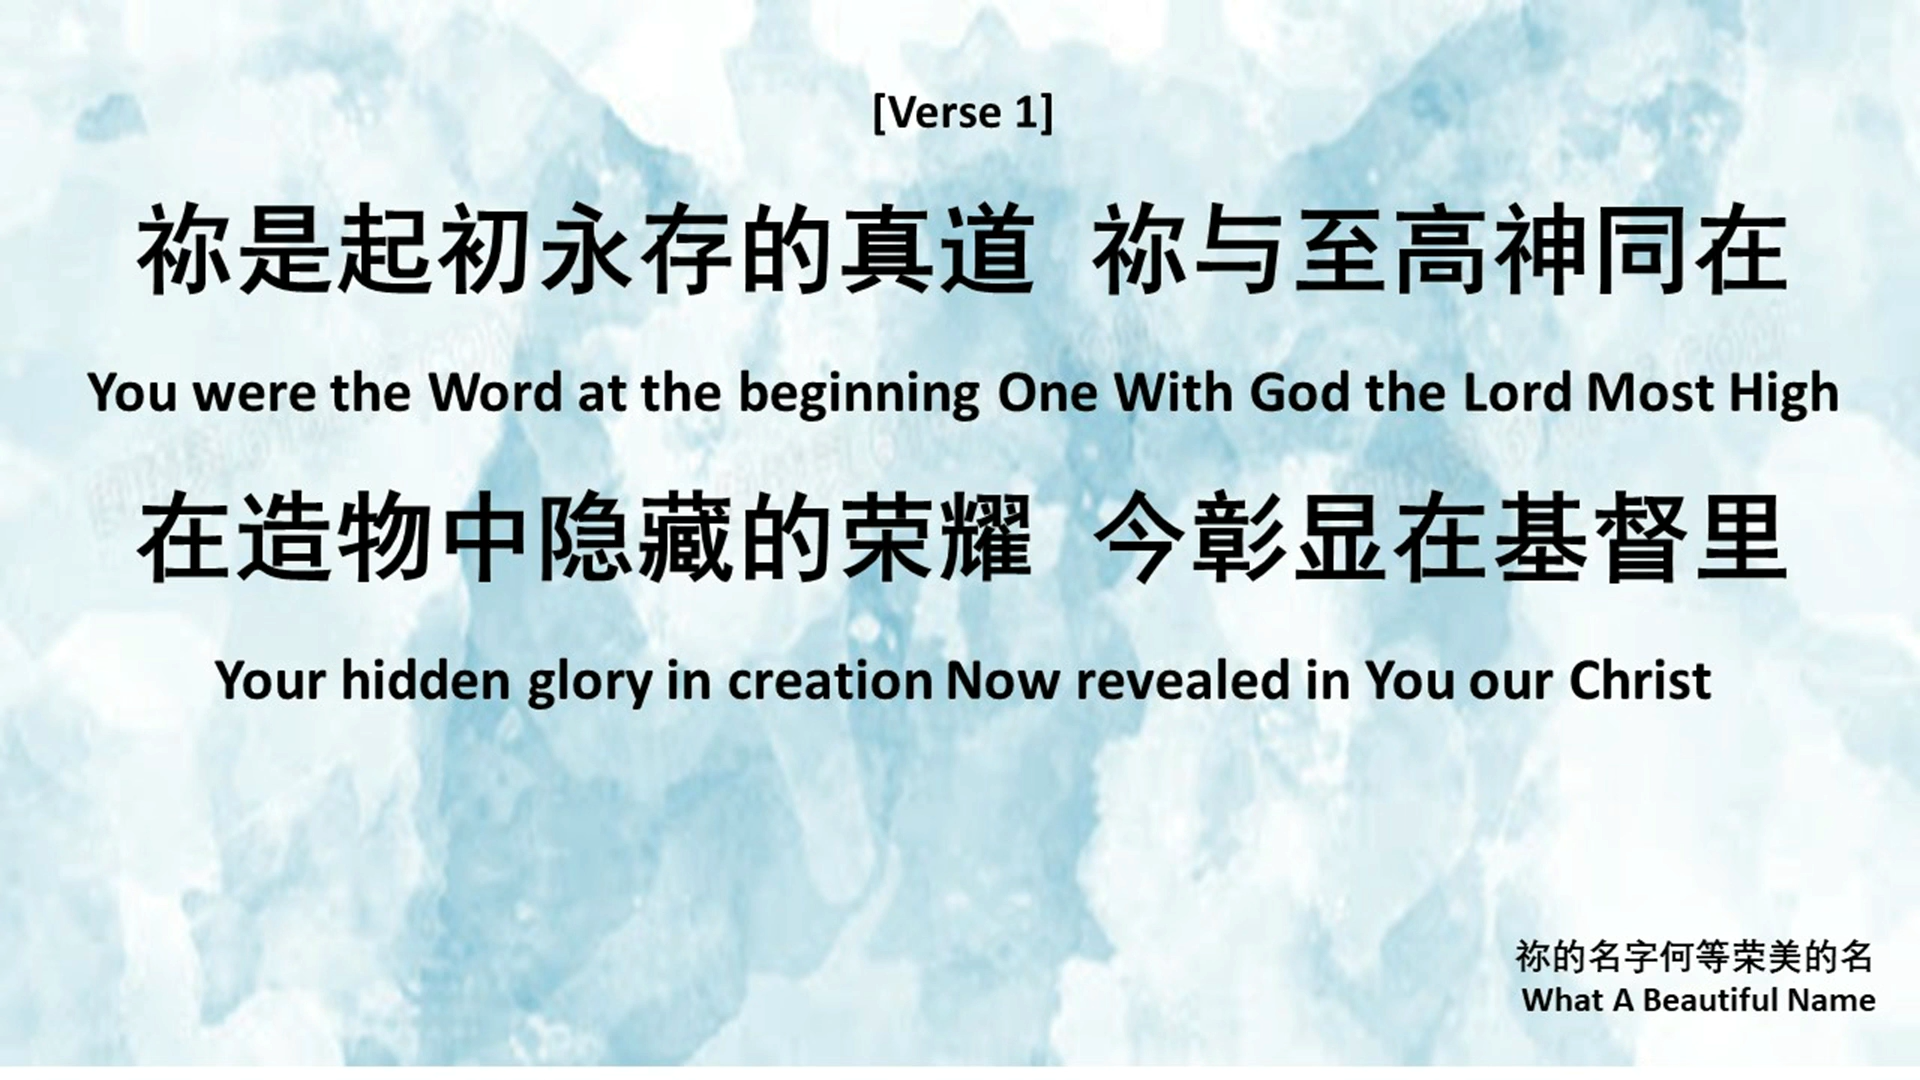 [Verse 1]
祢是起初永存的真道 祢与至高神同在
You were the Word at the beginning One With God the Lord Most High
在造物中隐藏的荣耀 今彰显在基督里
Your hidden glory in creation Now revealed in You our Christ
祢的名字何等荣美的名
What A Beautiful Name